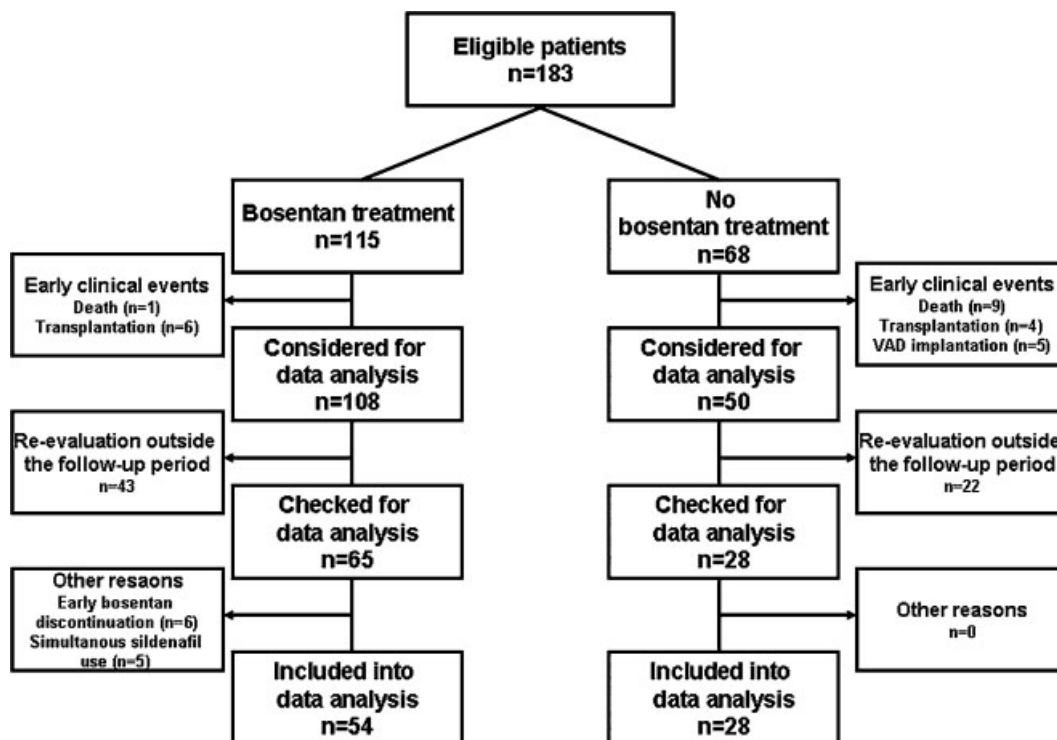 Eligible patients
n=183
Bosentan treatment
n=115
No
bosentan treatment
n=68
Early clinical events
Death (n=1)
Transplantation (n=6)
Early clinical events
Death (n=9)
Transplantation (n=4)
VAD implantation (n=5)
Considered for
data analysis
n=108
Considered for
data analysis
n=50
Re-evaluation outside
the follow-up period
n=43
Re-evaluation outside
the follow-up period
n=22
Checked for
data analysis
n=65
Checked for
data analysis
n=28
Other resaons
Early bosentan
discontinuation (n=6)
Simultanous sildenafil
use (n=5)
Other reasons
n=0
Included into
data analysis
n=54
Included into
data analysis
n=28